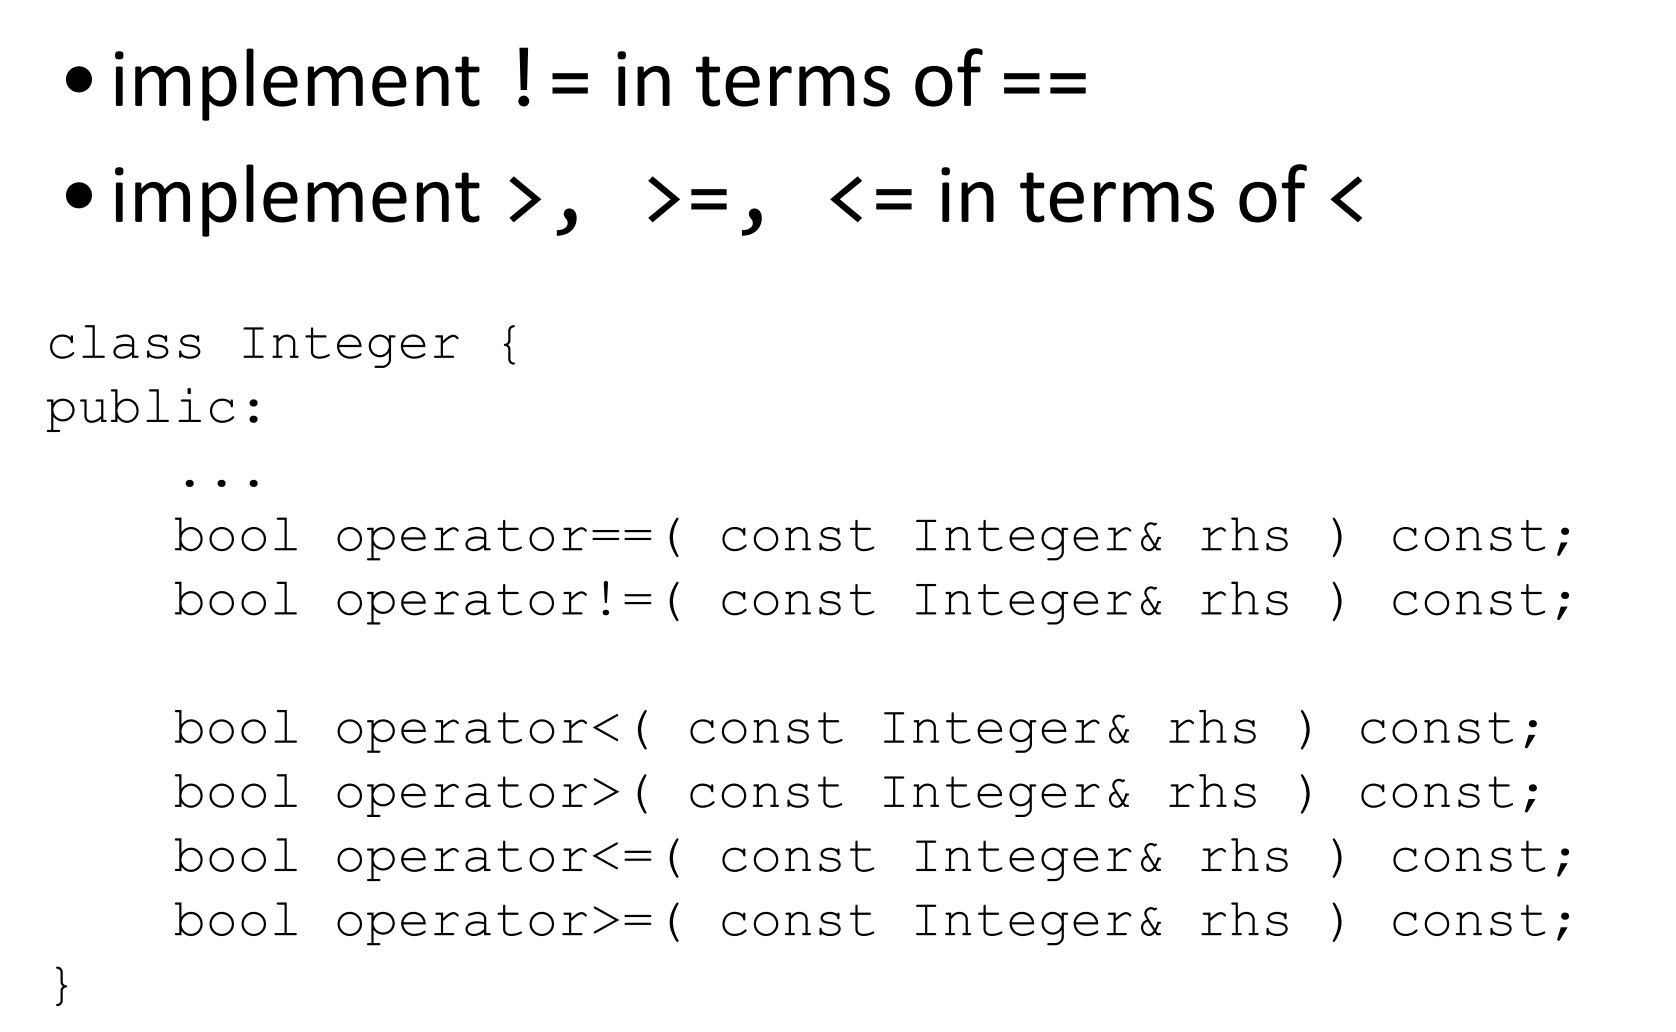 • implement != in terms of ==
• implement >, >=, <= in terms of <
class Integer {
public:
    ...
    bool operator==( const Integer& rhs ) const;
    bool operator!=( const Integer& rhs ) const;

    bool operator<( const Integer& rhs ) const;
    bool operator>( const Integer& rhs ) const;
    bool operator<=( const Integer& rhs ) const;
    bool operator>=( const Integer& rhs ) const;
}